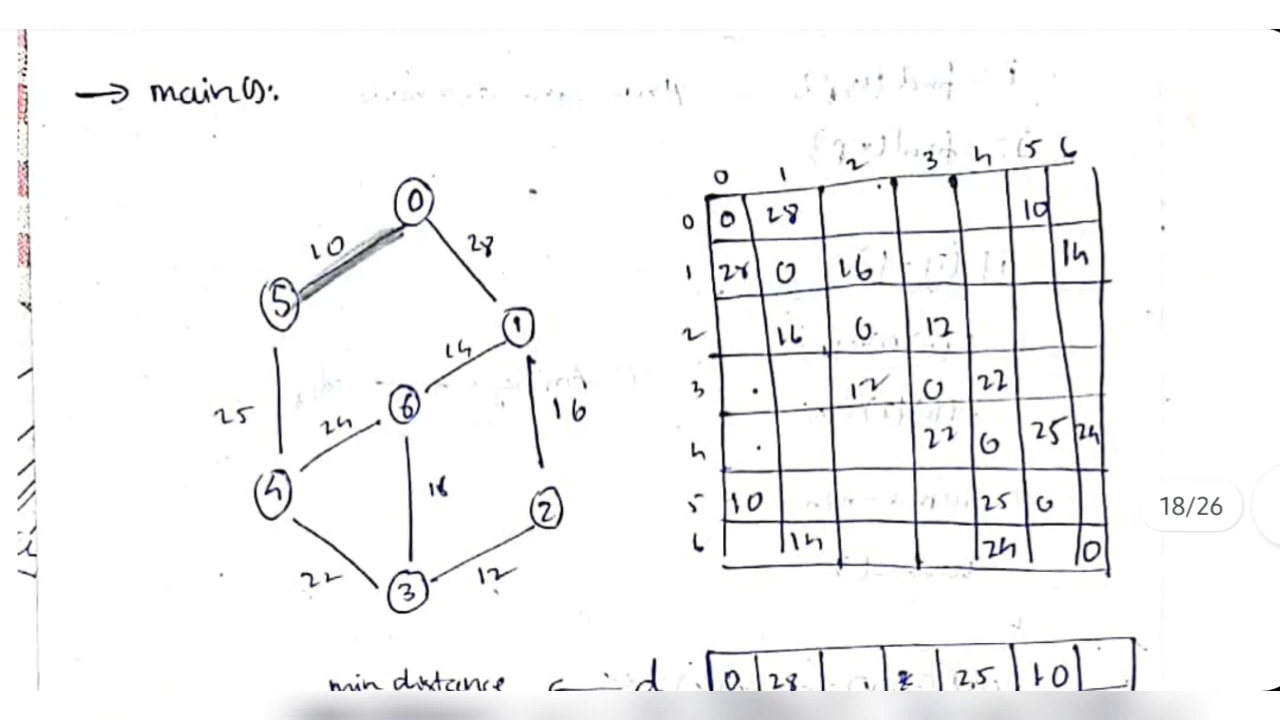 → main():
0
10
28
5
1
14
6
25
24
16
18
4
2
22
12
3
0 1 2 3 4 5 6
0 0 28 10
1 28 0 16 14
2 16 0 12
3 12 0 22
4 22 0 25 24
5 10 25 0
6 14 24 0
18/26
min distance d 0 28 25 10